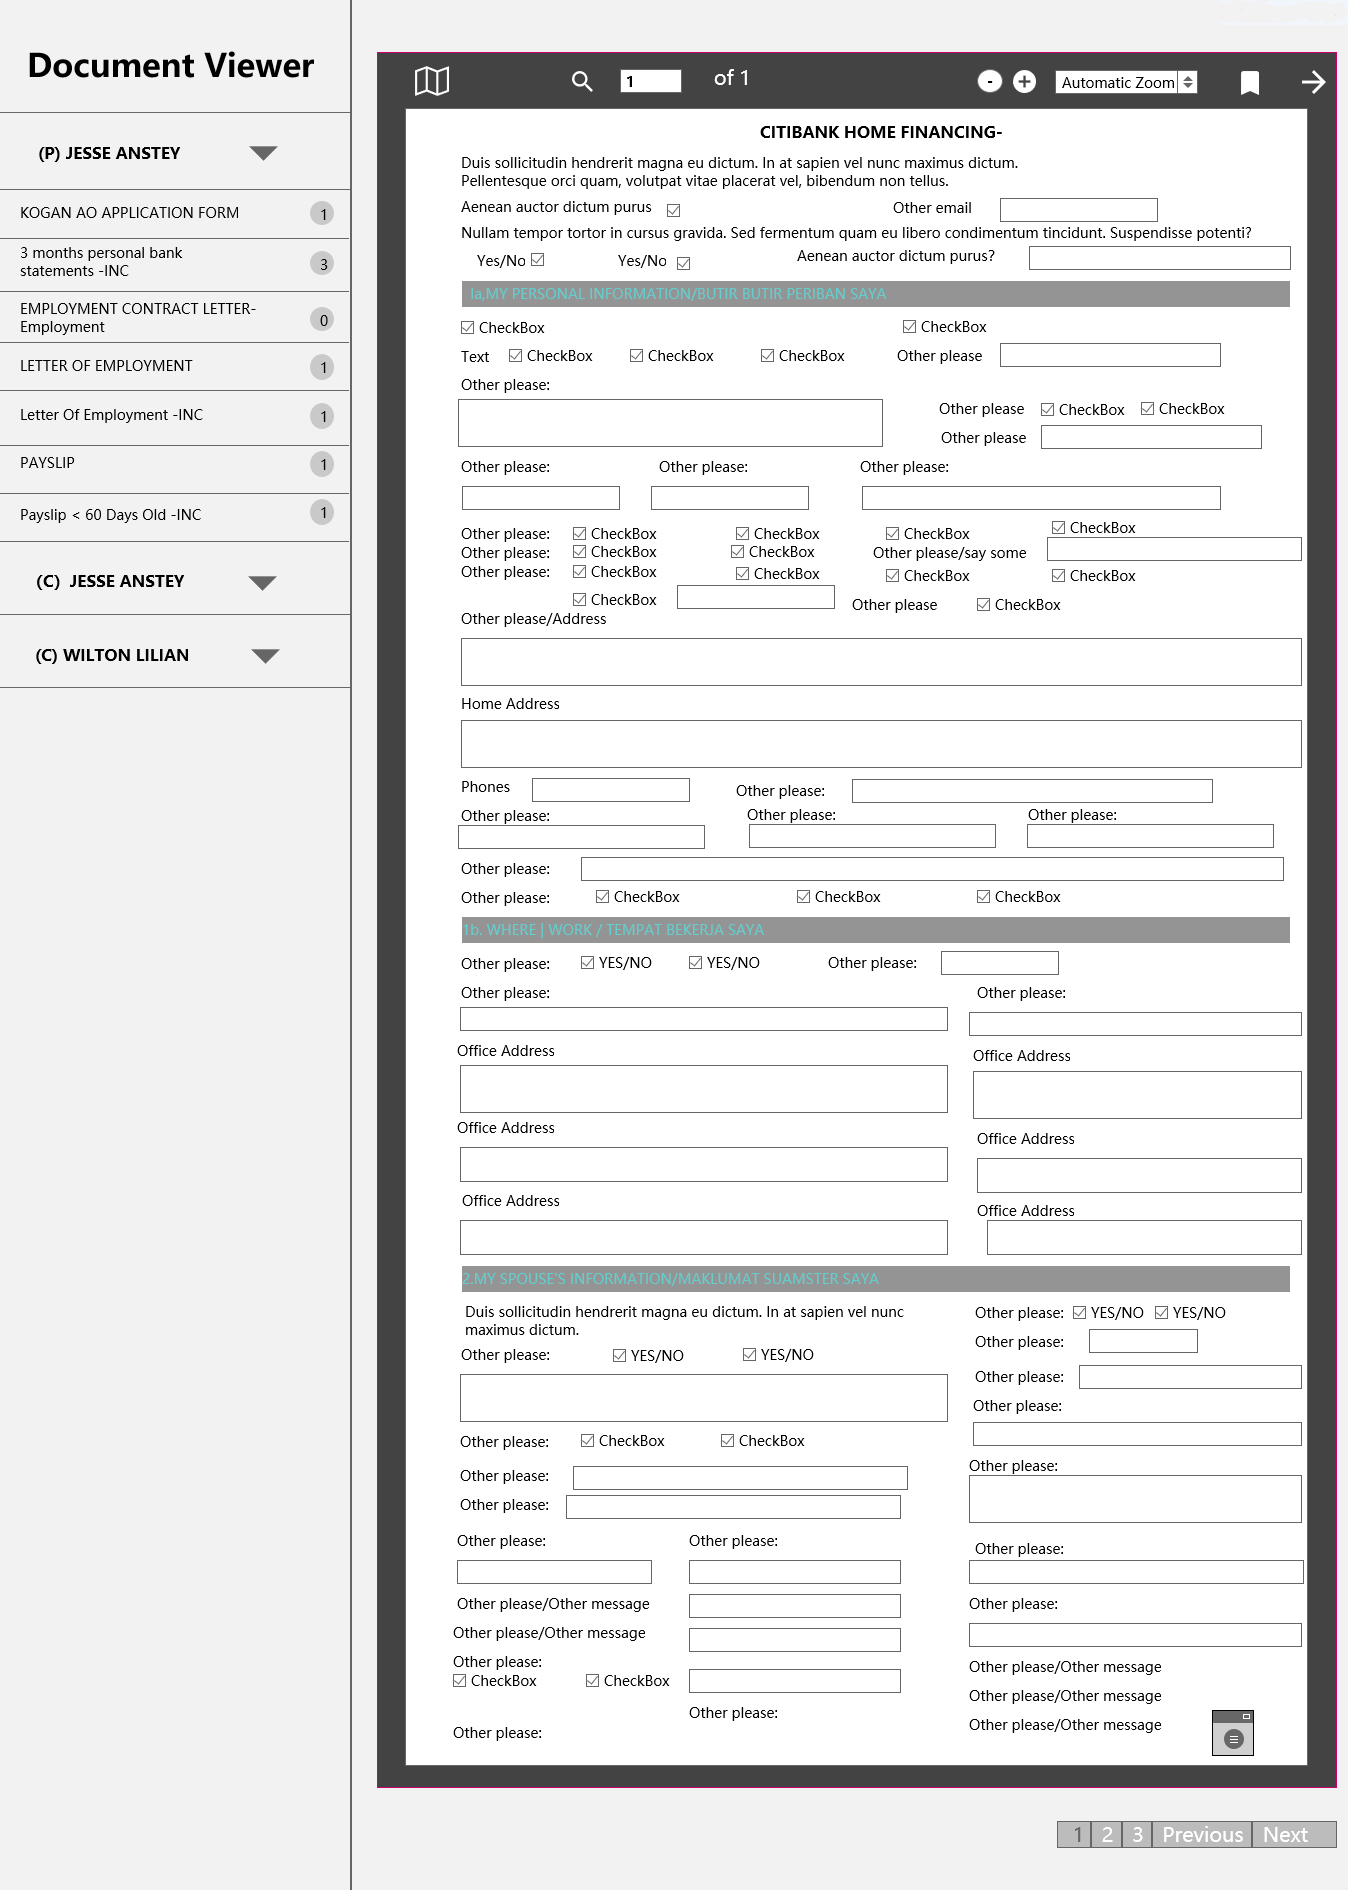 Document Viewer
(P) JESSE ANSTEY
KOGAN AO APPLICATION FORM 1
3 months personal bank
statements -INC 3
EMPLOYMENT CONTRACT LETTER-
Employment 0
LETTER OF EMPLOYMENT 1
Letter Of Employment -INC 1
PAYSLIP 1
Payslip < 60 Days Old -INC 1
(C) JESSE ANSTEY
(C) WILTON LILIAN
1 of 1 - + Automatic Zoom
CITIBANK HOME FINANCING-
Duis sollicitudin hendrerit magna eu dictum. In at sapien vel nunc maximus dictum.
Pellentesque orci quam, volutpat vitae placerat vel, bibendum non tellus.
Aenean auctor dictum purus Other email
Nullam tempor tortor in cursus gravida. Sed fermentum quam eu libero condimentum tincidunt. Suspendisse potenti?
Yes/No Yes/No Aenean auctor dictum purus?
Ia,MY PERSONAL INFORMATION/BUTIR BUTIR PERIBAN SAYA
CheckBox CheckBox
Text CheckBox CheckBox CheckBox Other please
Other please:
Other please CheckBox CheckBox
Other please
Other please: Other please: Other please:
Other please: CheckBox CheckBox CheckBox CheckBox
Other please: CheckBox CheckBox Other please/say some
Other please: CheckBox CheckBox CheckBox CheckBox
CheckBox Other please CheckBox
Other please/Address
Home Address
Phones Other please:
Other please: Other please: Other please:
Other please:
Other please: CheckBox CheckBox CheckBox
1b. WHERE | WORK / TEMPAT BEKERJA SAYA
Other please: YES/NO YES/NO Other please:
Other please: Other please:
Office Address Office Address
Office Address Office Address
Office Address Office Address
2.MY SPOUSE'S INFORMATION/MAKLUMAT SUAMSTER SAYA
Duis sollicitudin hendrerit magna eu dictum. In at sapien vel nunc
maximus dictum.
Other please: YES/NO YES/NO
Other please: CheckBox CheckBox
Other please:
Other please:
Other please: Other please:
Other please/Other message
Other please/Other message
Other please:
CheckBox CheckBox
Other please:
Other please:
Other please: YES/NO YES/NO
Other please:
Other please:
Other please:
Other please:
Other please:
Other please:
Other please/Other message
Other please/Other message
Other please/Other message
1 2 3 Previous Next